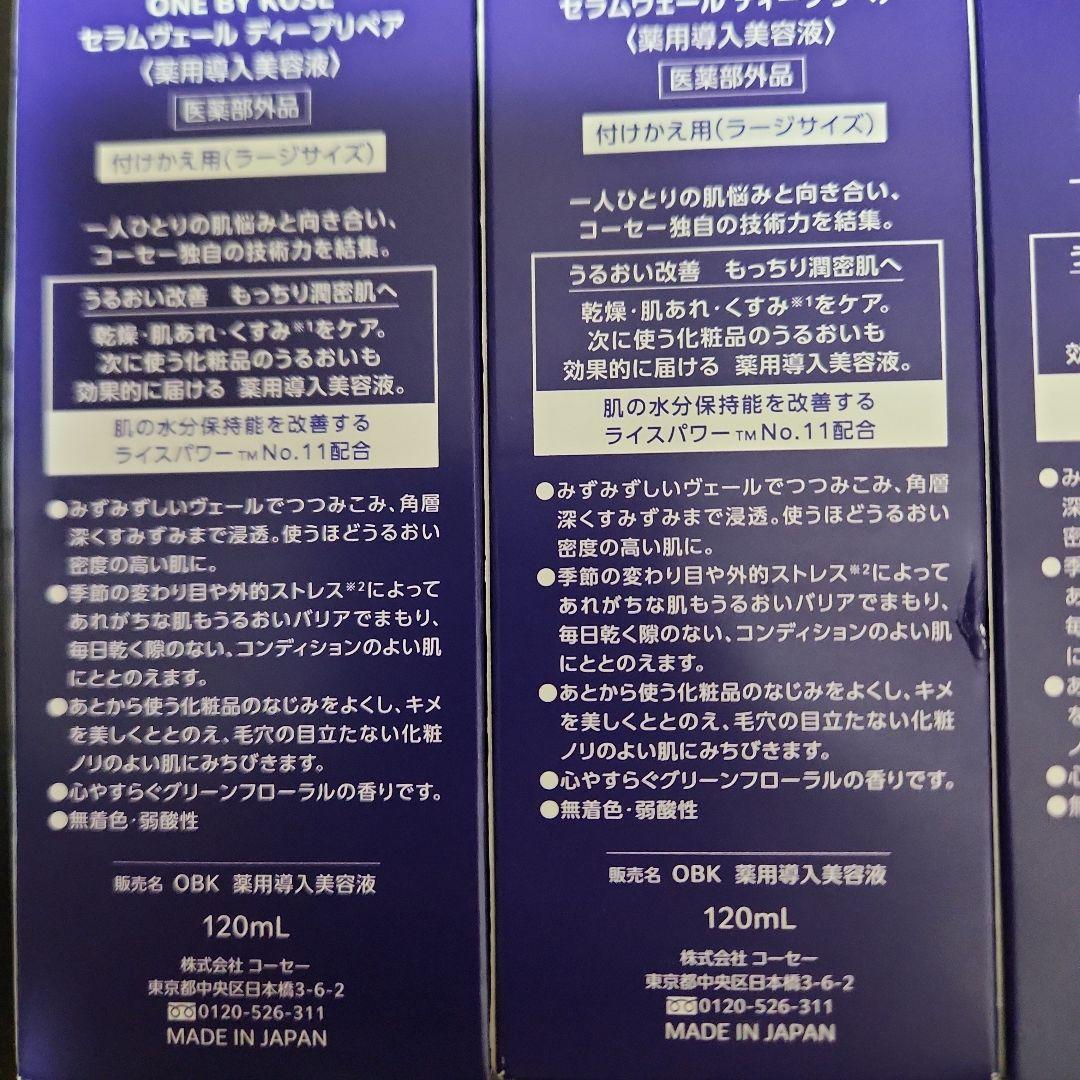 ONE BY KOSÉ
セラムヴェール ディープリペア
〈薬用導入美容液〉
医薬部外品
付けかえ用(ラージサイズ)
一人ひとりの肌悩みと向き合い、
コーセー独自の技術力を結集。
うるおい改善 もっちり潤密肌へ
乾燥・肌あれ・くすみ※1をケア。
次に使う化粧品のうるおいも
効果的に届ける 薬用導入美容液。
肌の水分保持能を改善する
ライスパワー™No.11配合
●みずみずしいヴェールでつつみこみ、角層
深くすみずみまで浸透。使うほどうるおい
密度の高い肌に。
●季節の変わり目や外的ストレス※2によって
あれがちな肌もうるおいバリアでまもり、
毎日乾く隙のない、コンディションのよい肌
にととのえます。
●あとから使う化粧品のなじみをよくし、キメ
を美しくととのえ、毛穴の目立たない化粧
ノリのよい肌にみちびきます。
●心やすらぐグリーンフローラルの香りです。
●無着色・弱酸性
販売名 OBK 薬用導入美容液
120mL
株式会社 コーセー
東京都中央区日本橋3-6-2
0120-526-311
MADE IN JAPAN
セラムヴェール ディープリペア
〈薬用導入美容液〉
医薬部外品
付けかえ用(ラージサイズ)
一人ひとりの肌悩みと向き合い、
コーセー独自の技術力を結集。
うるおい改善 もっちり潤密肌へ
乾燥・肌あれ・くすみ※1をケア。
次に使う化粧品のうるおいも
効果的に届ける 薬用導入美容液。
肌の水分保持能を改善する
ライスパワー™No.11配合
●みずみずしいヴェールでつつみこみ、角層
深くすみずみまで浸透。使うほどうるおい
密度の高い肌に。
●季節の変わり目や外的ストレス※2によって
あれがちな肌もうるおいバリアでまもり、
毎日乾く隙のない、コンディションのよい肌
にととのえます。
●あとから使う化粧品のなじみをよくし、キメ
を美しくととのえ、毛穴の目立たない化粧
ノリのよい肌にみちびきます。
●心やすらぐグリーンフローラルの香りです。
●無着色・弱酸性
販売名 OBK 薬用導入美容液
120mL
株式会社 コーセー
東京都中央区日本橋3-6-2
0120-526-311
MADE IN JAPAN